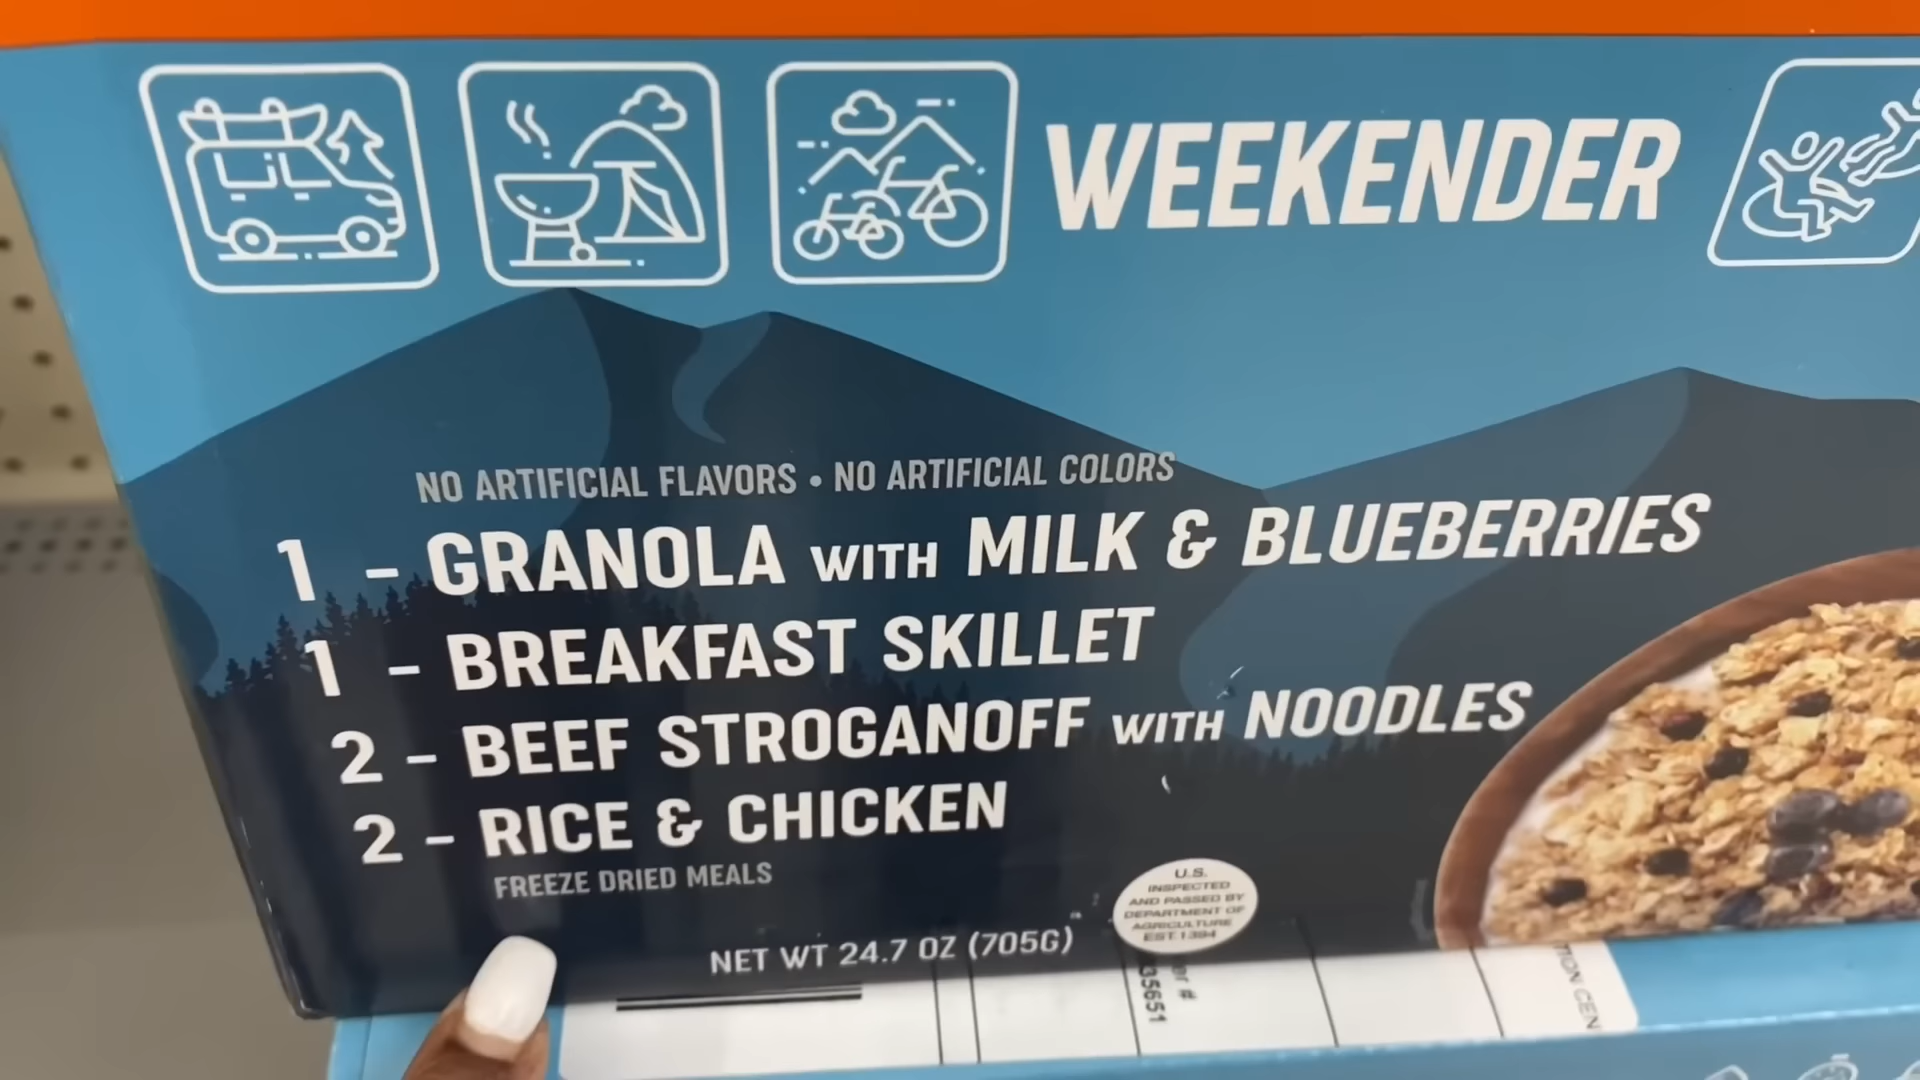 WEEKENDER
NO ARTIFICIAL FLAVORS • NO ARTIFICIAL COLORS
1 - GRANOLA WITH MILK & BLUEBERRIES
1 - BREAKFAST SKILLET
2 - BEEF STROGANOFF WITH NOODLES
2 - RICE & CHICKEN
FREEZE DRIED MEALS
U.S.
INSPECTED
AND PASSED BY
DEPARTMENT OF
AGRICULTURE
EST. 1394
NET WT 24.7 OZ (705G)
35651